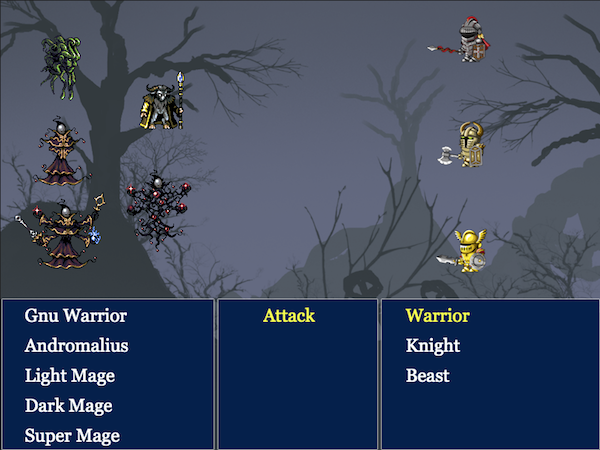 Gnu Warrior
Andromalius
Light Mage
Dark Mage
Super Mage
Attack
Warrior
Knight
Beast